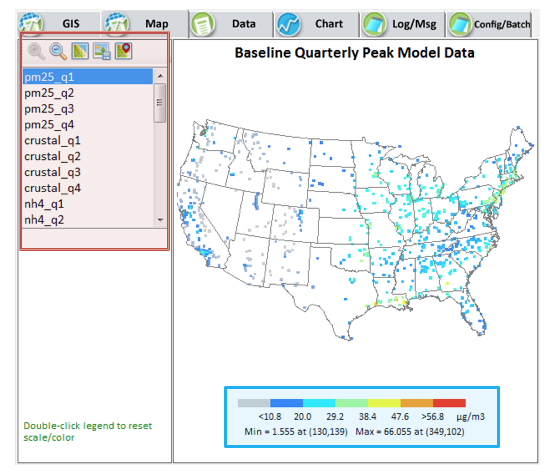 GIS Map Data Chart Log/Msg Config/Batch
Baseline Quarterly Peak Model Data
pm25_q1
pm25_q2
pm25_q3
pm25_q4
crustal_q1
crustal_q2
crustal_q3
crustal_q4
nh4_q1
nh4_q2
<10.8 20.0 29.2 38.4 47.6 >56.8 µg/m3
Min = 1.555 at (130,139) Max = 66.055 at (349,102)
Double-click legend to reset
scale/color